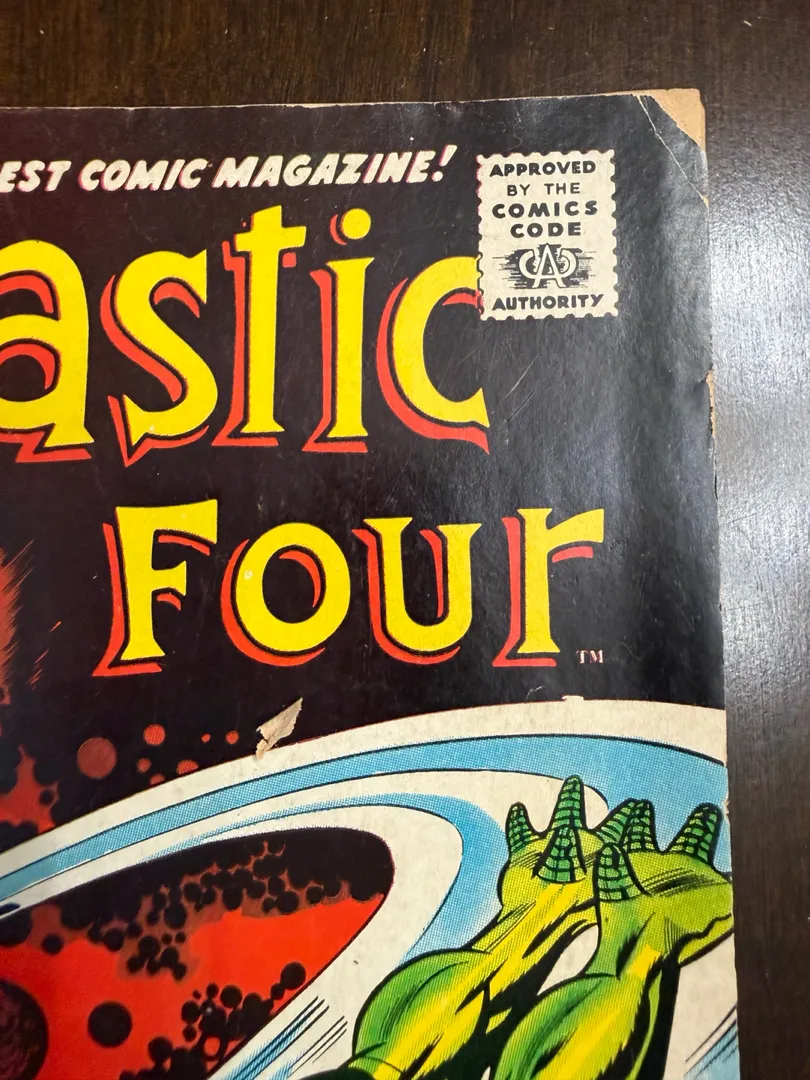 EST COMIC MAGAZINE!
APPROVED
BY THE
COMICS
CODE
CA
AUTHORITY
astic
Four
TM